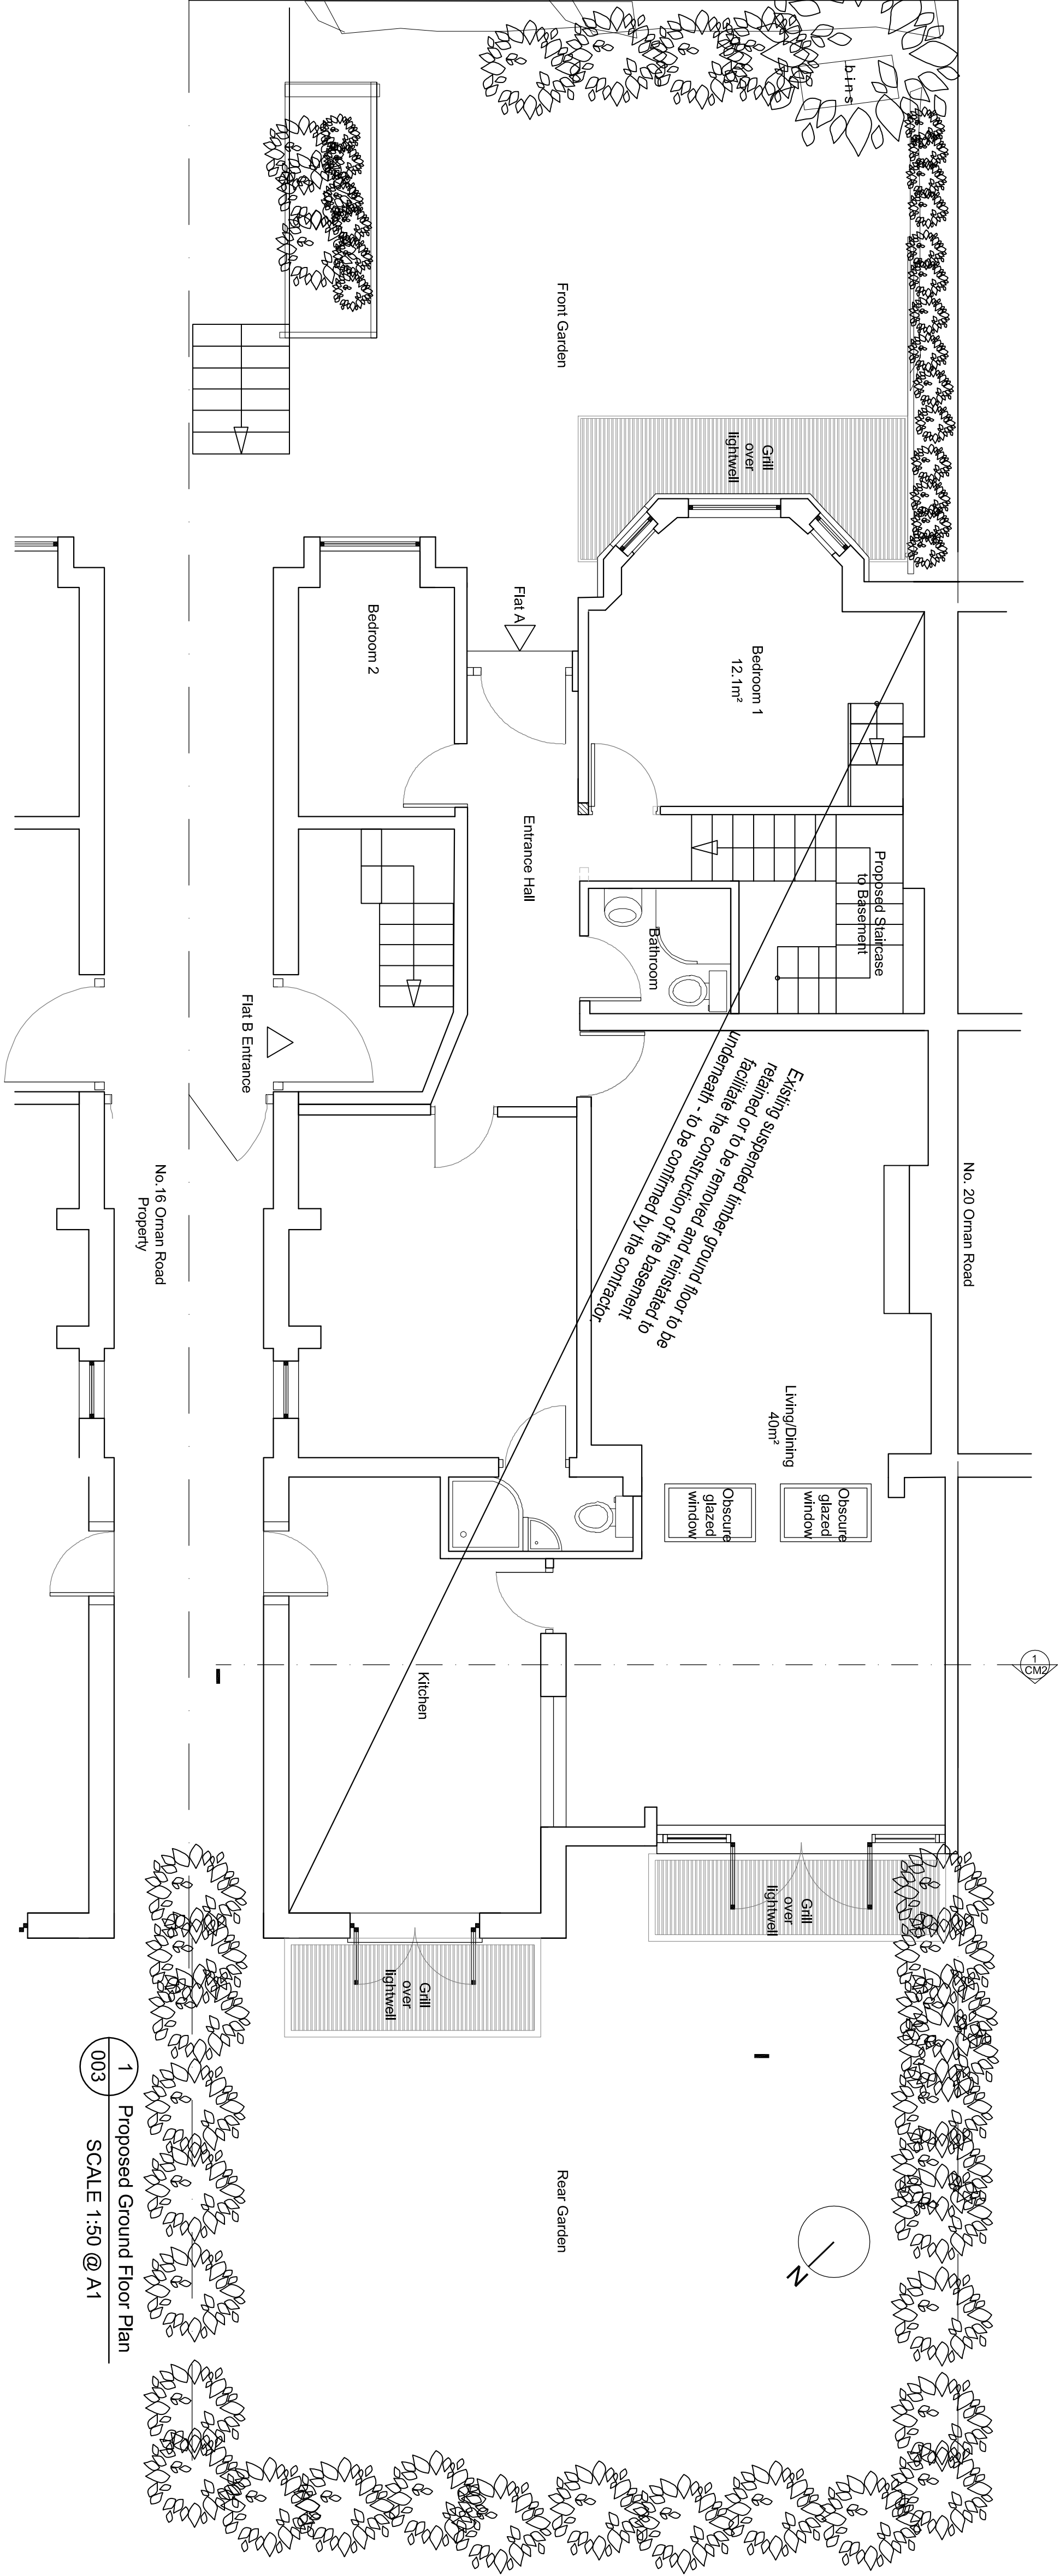 bins
Front Garden
Grill
over
lightwell
Flat A
Bedroom 2
Bedroom 1
12.1m²
Entrance Hall
Proposed Staircase
to Basement
Bathroom
Flat B Entrance
Existing suspended timber ground floor to be
retained or to be removed and reinstated to
facilitate the construction of the basement
underneath - to be confirmed by the contractor
No.16 Ornan Road
Property
No. 20 Ornan Road
Living/Dining
40m²
Obscure
glazed
window
Obscure
glazed
window
1
CM2
Kitchen
Grill
over
lightwell
Grill
over
lightwell
Rear Garden
N
1
003
Proposed Ground Floor Plan
SCALE 1:50 @ A1